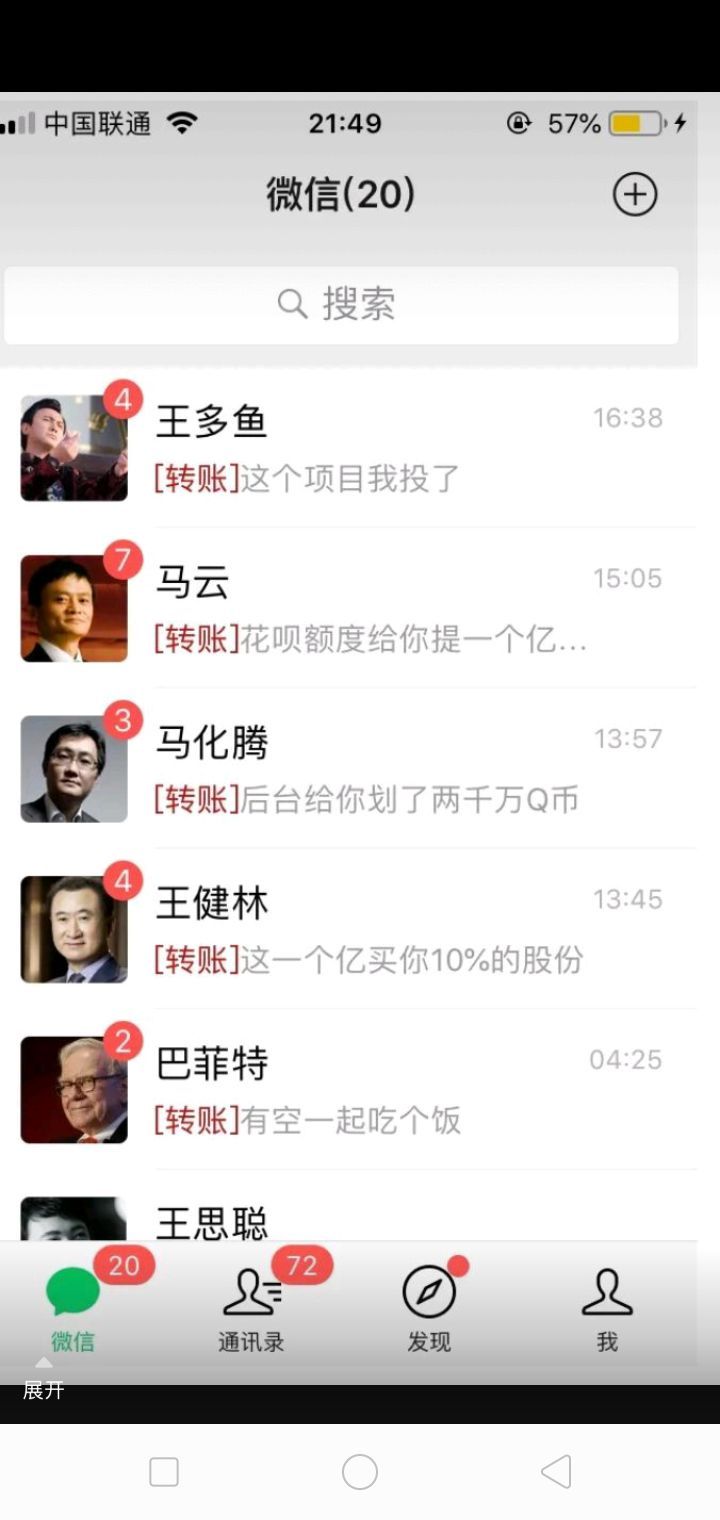 中国联通 21:49 57%
微信(20)
搜索
4
王多鱼 16:38
[转账]这个项目我投了
7
马云 15:05
[转账]花呗额度给你提一个亿...
3
马化腾 13:57
[转账]后台给你划了两千万Q币
4
王健林 13:45
[转账]这一个亿买你10%的股份
2
巴菲特 04:25
[转账]有空一起吃个饭
王思聪
20 72
微信 通讯录 发现 我
展开